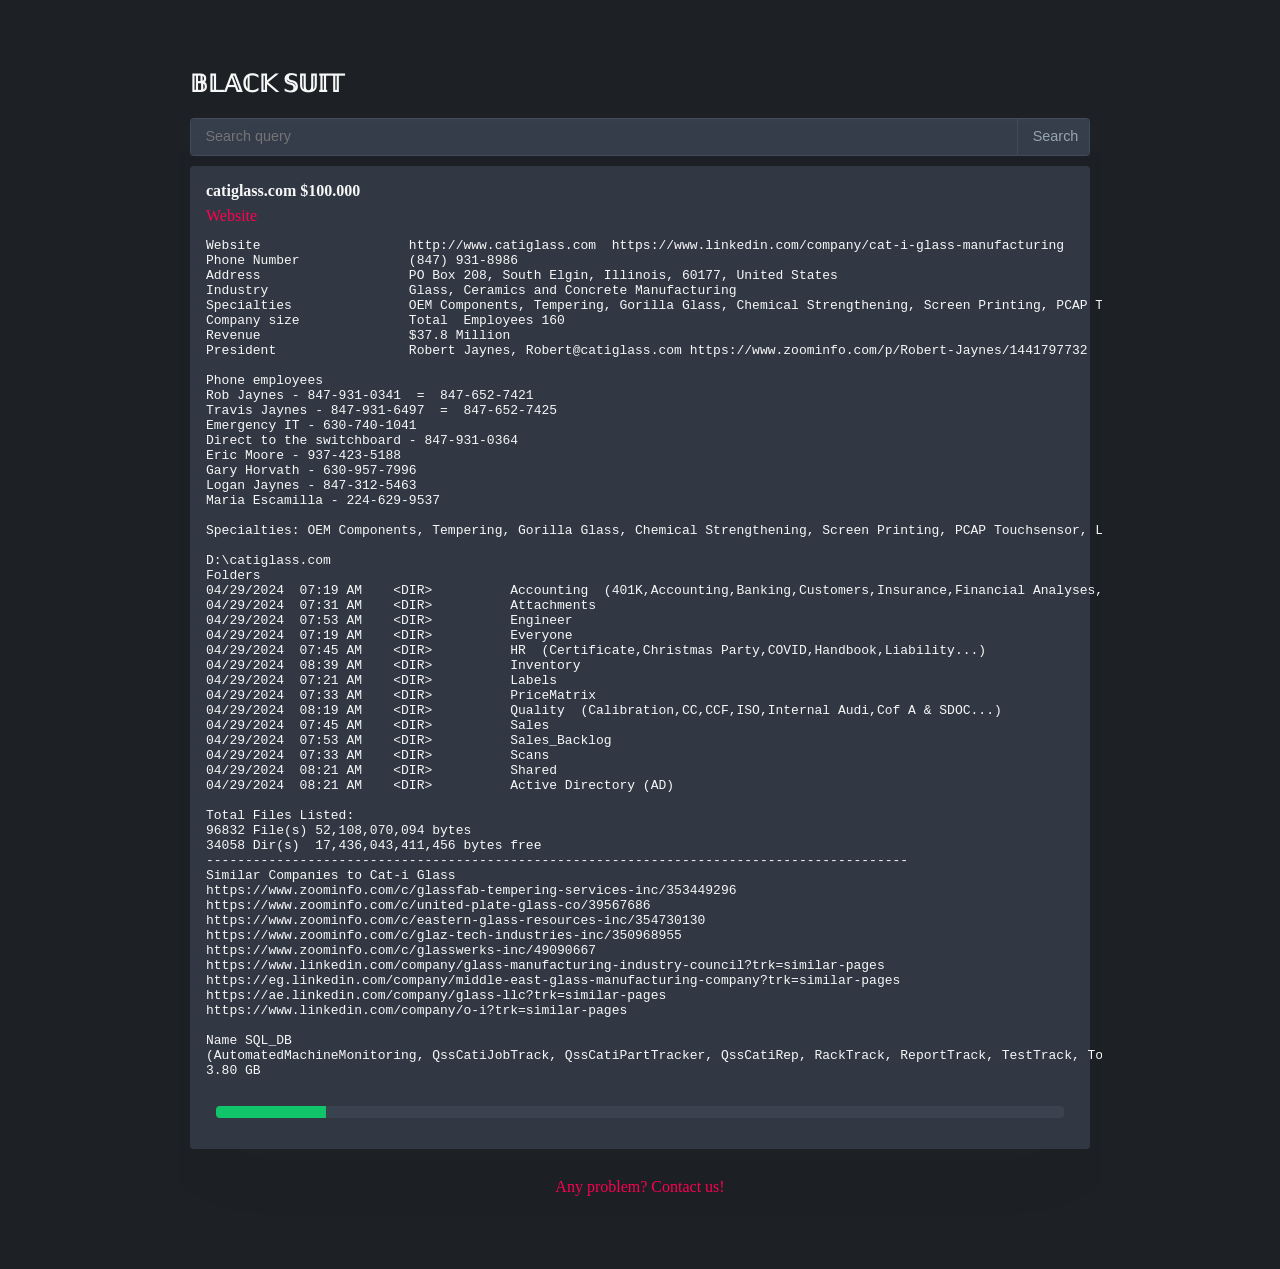 BLACK SUIT
Search query
Search
catiglass.com $100.000
Website
Website                   http://www.catiglass.com  https://www.linkedin.com/company/cat-i-glass-manufacturing
Phone Number              (847) 931-8986
Address                   PO Box 208, South Elgin, Illinois, 60177, United States
Industry                  Glass, Ceramics and Concrete Manufacturing
Specialties               OEM Components, Tempering, Gorilla Glass, Chemical Strengthening, Screen Printing, PCAP T
Company size              Total  Employees 160
Revenue                   $37.8 Million
President                 Robert Jaynes, Robert@catiglass.com https://www.zoominfo.com/p/Robert-Jaynes/1441797732
Phone employees
Rob Jaynes - 847-931-0341  =  847-652-7421
Travis Jaynes - 847-931-6497  =  847-652-7425
Emergency IT - 630-740-1041
Direct to the switchboard - 847-931-0364
Eric Moore - 937-423-5188
Gary Horvath - 630-957-7996
Logan Jaynes - 847-312-5463
Maria Escamilla - 224-629-9537
Specialties: OEM Components, Tempering, Gorilla Glass, Chemical Strengthening, Screen Printing, PCAP Touchsensor, L
D:\catiglass.com
Folders
04/29/2024  07:19 AM    <DIR>          Accounting  (401K,Accounting,Banking,Customers,Insurance,Financial Analyses,
04/29/2024  07:31 AM    <DIR>          Attachments
04/29/2024  07:53 AM    <DIR>          Engineer
04/29/2024  07:19 AM    <DIR>          Everyone
04/29/2024  07:45 AM    <DIR>          HR  (Certificate,Christmas Party,COVID,Handbook,Liability...)
04/29/2024  08:39 AM    <DIR>          Inventory
04/29/2024  07:21 AM    <DIR>          Labels
04/29/2024  07:33 AM    <DIR>          PriceMatrix
04/29/2024  08:19 AM    <DIR>          Quality  (Calibration,CC,CCF,ISO,Internal Audi,Cof A & SDOC...)
04/29/2024  07:45 AM    <DIR>          Sales
04/29/2024  07:53 AM    <DIR>          Sales_Backlog
04/29/2024  07:33 AM    <DIR>          Scans
04/29/2024  08:21 AM    <DIR>          Shared
04/29/2024  08:21 AM    <DIR>          Active Directory (AD)
Total Files Listed:
96832 File(s) 52,108,070,094 bytes
34058 Dir(s)  17,436,043,411,456 bytes free
------------------------------------------------------------------------------------------
Similar Companies to Cat-i Glass
https://www.zoominfo.com/c/glassfab-tempering-services-inc/353449296
https://www.zoominfo.com/c/united-plate-glass-co/39567686
https://www.zoominfo.com/c/eastern-glass-resources-inc/354730130
https://www.zoominfo.com/c/glaz-tech-industries-inc/350968955
https://www.zoominfo.com/c/glasswerks-inc/49090667
https://www.linkedin.com/company/glass-manufacturing-industry-council?trk=similar-pages
https://eg.linkedin.com/company/middle-east-glass-manufacturing-company?trk=similar-pages
https://ae.linkedin.com/company/glass-llc?trk=similar-pages
https://www.linkedin.com/company/o-i?trk=similar-pages
Name SQL_DB
(AutomatedMachineMonitoring, QssCatiJobTrack, QssCatiPartTracker, QssCatiRep, RackTrack, ReportTrack, TestTrack, To
3.80 GB
Any problem? Contact us!